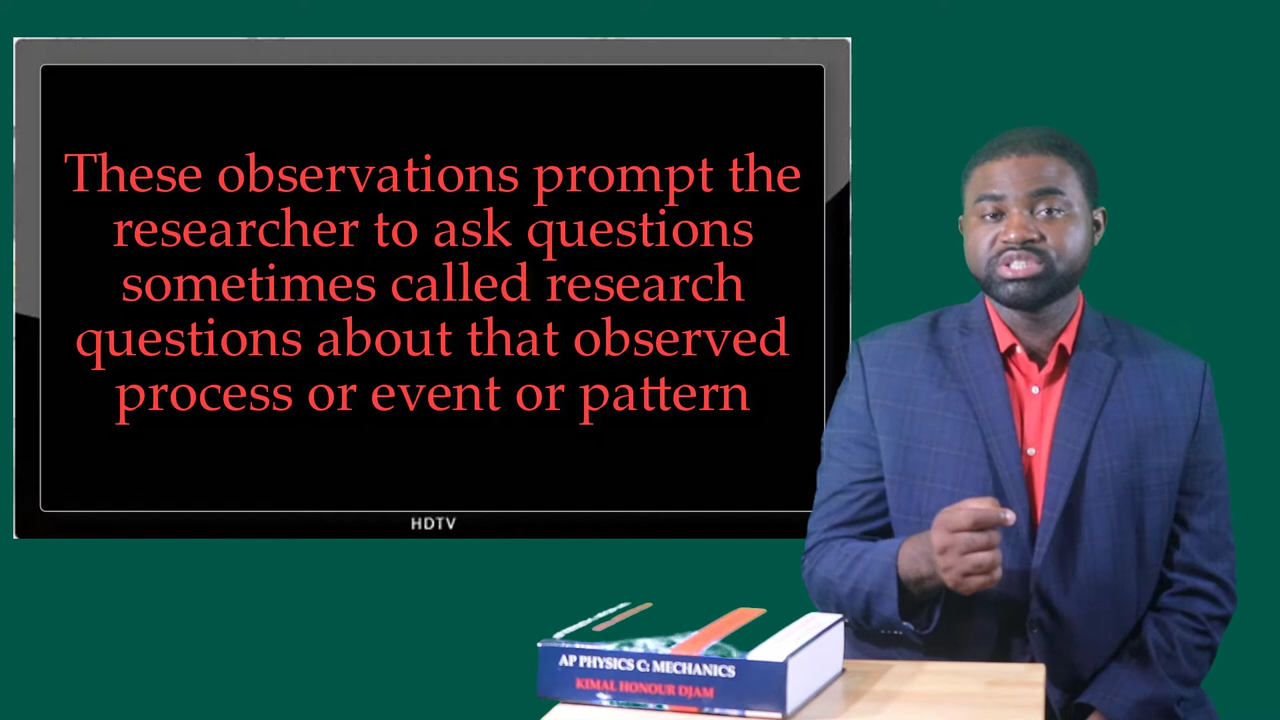 These observations prompt the
researcher to ask questions
sometimes called research
questions about that observed
process or event or pattern
HDTV
AP PHYSICS C: MECHANICS
KIMAL HONOUR DJAM